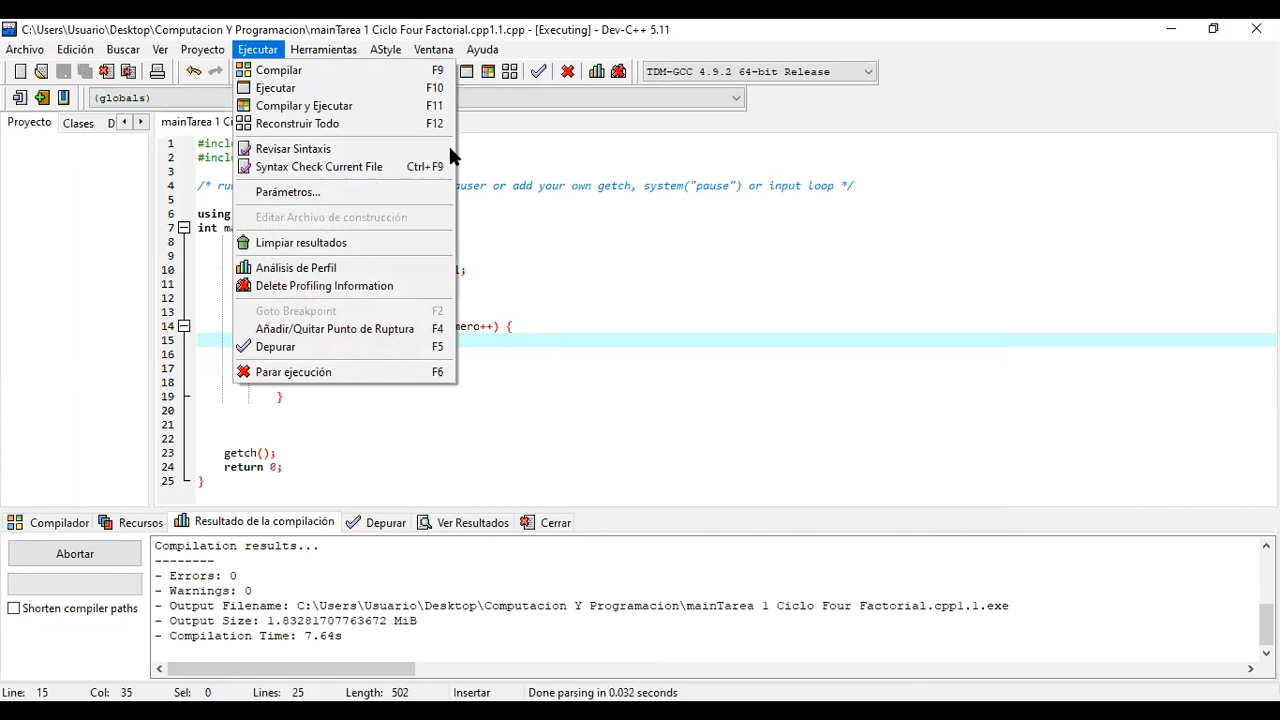 C:\Users\Usuario\Desktop\Computacion Y Programacion\mainTarea 1 Ciclo Four Factorial.cpp1.1.cpp - [Executing] - Dev-C++ 5.11
Archivo Edición Buscar Ver Proyecto Ejecutar Herramientas AStyle Ventana Ayuda
TDM-GCC 4.9.2 64-bit Release
(globals)
Proyecto Clases D
mainTarea 1 Ci
Compilar F9
Ejecutar F10
Compilar y Ejecutar F11
Reconstruir Todo F12
Revisar Sintaxis
Syntax Check Current File Ctrl+F9
Parámetros...
Editar Archivo de construcción
Limpiar resultados
Análisis de Perfil
Delete Profiling Information
Goto Breakpoint F2
Añadir/Quitar Punto de Ruptura F4
Depurar F5
Parar ejecución F6
1 #incl
2 #incl
3
4 /* ru auser or add your own getch, system("pause") or input loop */
5
6 using
7 int m
8
9
10 l;
11
12
13
14 mero++) {
15
16
17
18
19 }
20
21
22
23 getch();
24 return 0;
25 }
Compilador Recursos Resultado de la compilación Depurar Ver Resultados Cerrar
Abortar
Shorten compiler paths
Compilation results...
--------
- Errors: 0
- Warnings: 0
- Output Filename: C:\Users\Usuario\Desktop\Computacion Y Programacion\mainTarea 1 Ciclo Four Factorial.cpp1.1.exe
- Output Size: 1.83281707763672 MiB
- Compilation Time: 7.64s
Line: 15 Col: 35 Sel: 0 Lines: 25 Length: 502 Insertar Done parsing in 0.032 seconds